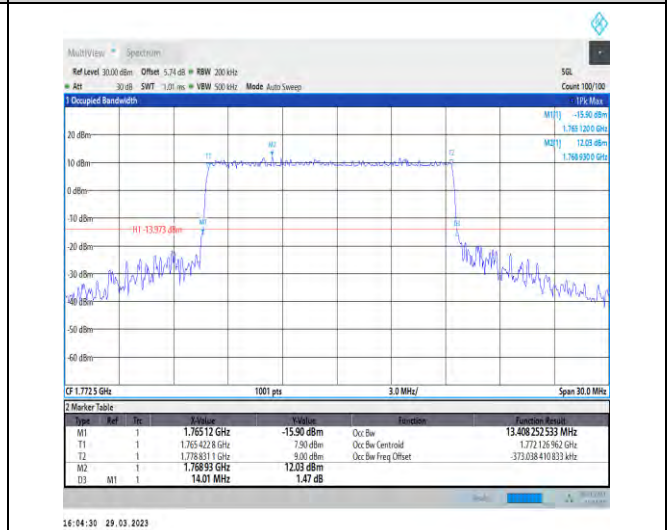 MultiView Spectrum
Ref Level 30.00 dBm Offset 5.74 dB RBW 200 kHz SGL
Att 30 dB SWT 1.01 ms VBW 500 kHz Mode Auto Sweep Count 100/100
1 Occupied Bandwidth 1Pk Max
M1[1] -15.90 dBm
1.765 120 0 GHz
M2[1] 12.03 dBm
1.768 930 0 GHz
20 dBm
M2
T1
T2
10 dBm
0 dBm
-10 dBm
M1
D3
H1 -13.973 dBm
-20 dBm
-30 dBm
-40 dBm
-50 dBm
-60 dBm
CF 1.772 5 GHz 1001 pts 3.0 MHz/ Span 30.0 MHz
2 Marker Table
Type Ref Trc X-Value Y-Value Function Function Result
M1 1 1.765 12 GHz -15.90 dBm Occ Bw 13.408 252 533 MHz
T1 1 1.765 422 8 GHz 7.90 dBm Occ Bw Centroid 1.772 126 962 GHz
T2 1 1.778 831 1 GHz 9.00 dBm Occ Bw Freq Offset -373.038 410 833 kHz
M2 1 1.768 93 GHz 12.03 dBm
D3 M1 1 14.01 MHz 1.47 dB
16:04:30 29.03.2023